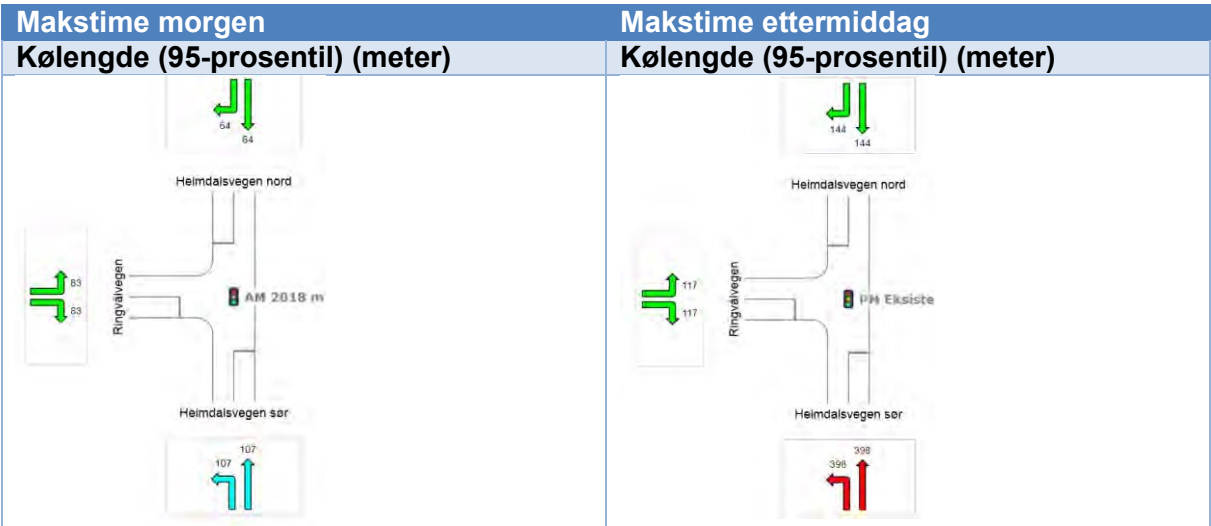 Makstime morgen
Makstime ettermiddag
Kølengde (95-prosentil) (meter)
Kølengde (95-prosentil) (meter)
64
64
Heimdalsvegen nord
83
83
Ringvålvegen
AM 2018 m
Heimdalsvegen sør
107
107
144
144
Heimdalsvegen nord
117
117
Ringvålvegen
PM Eksiste
Heimdalsvegen sør
398
398